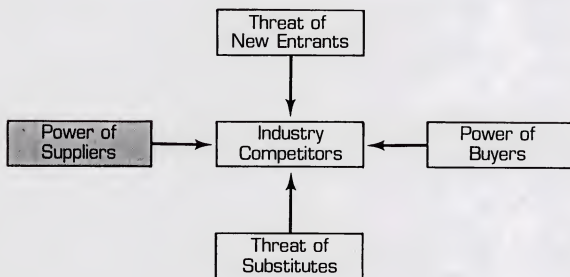 Threat of
New Entrants
Power of
Suppliers
Industry
Competitors
Power of
Buyers
Threat of
Substitutes